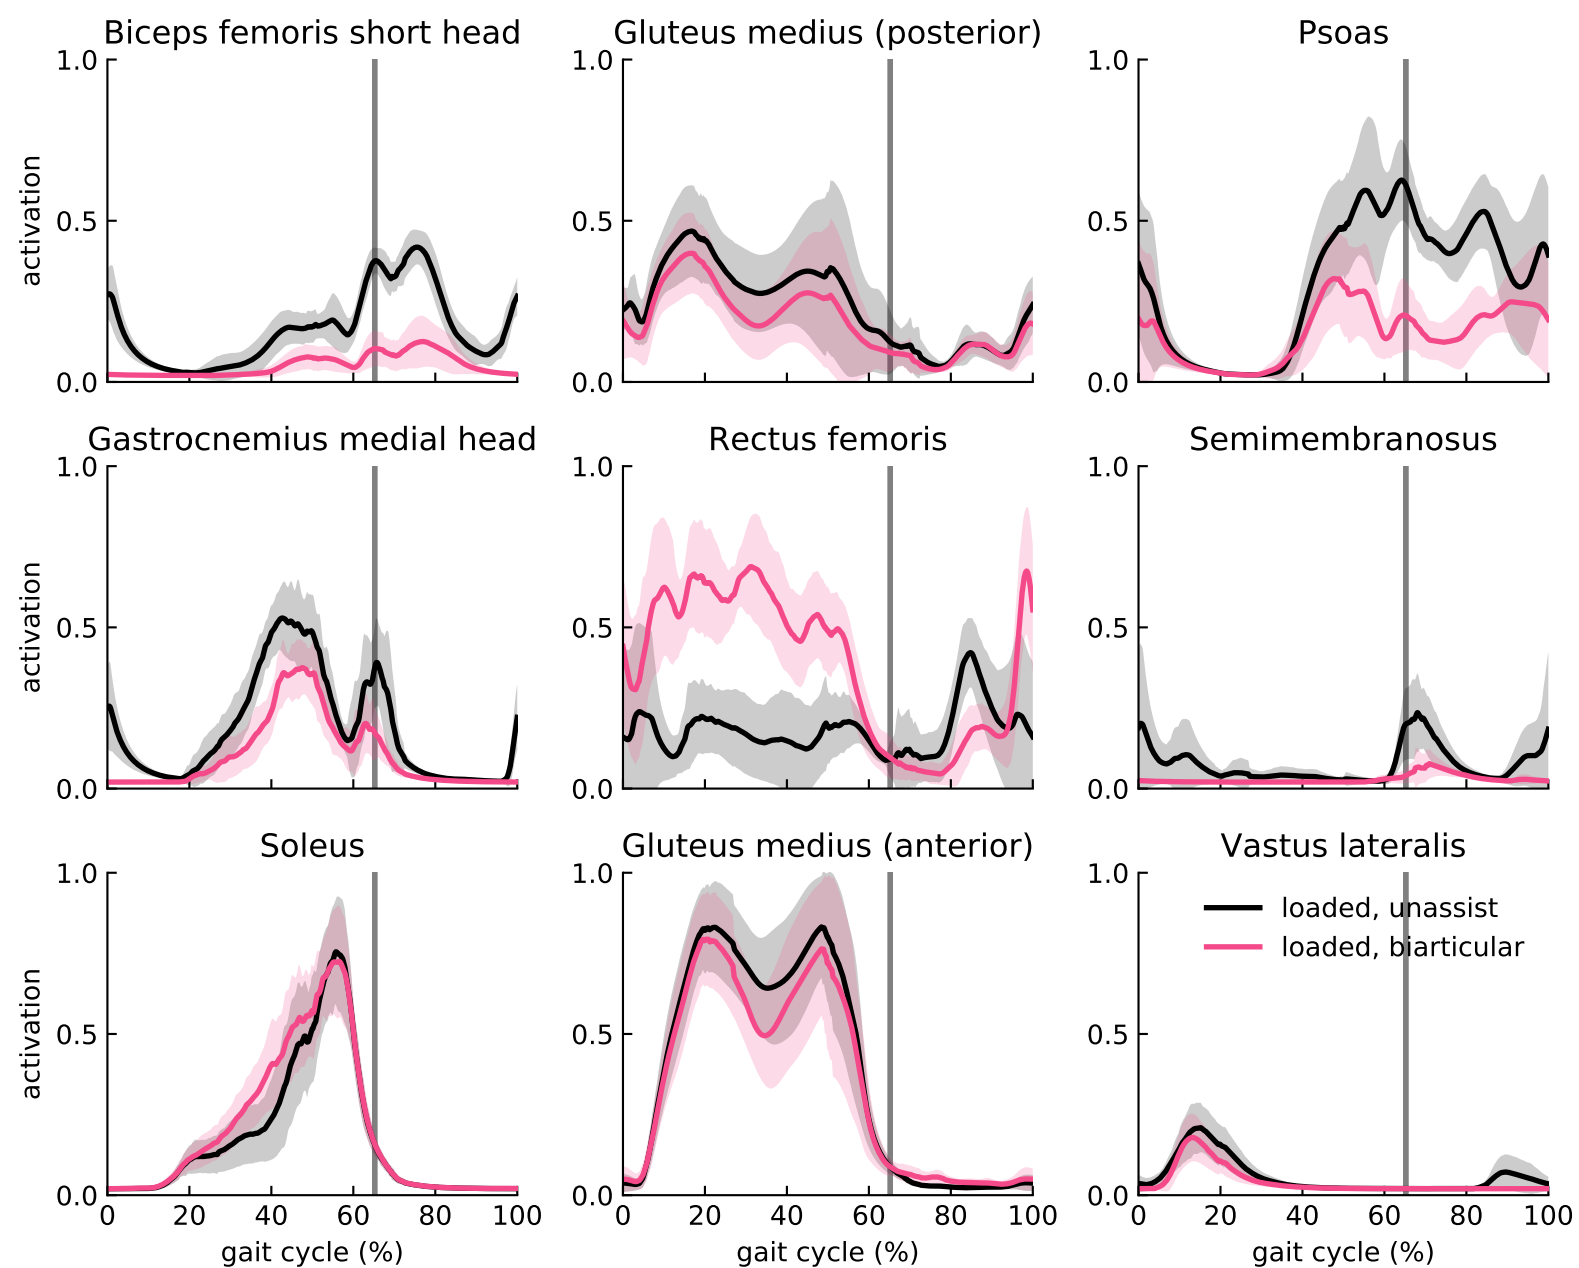 Biceps femoris short head
Gluteus medius (posterior)
Psoas
1.0
0.5
0.0
activation
1.0
0.5
0.0
1.0
0.5
0.0
Gastrocnemius medial head
Rectus femoris
Semimembranosus
1.0
0.5
0.0
activation
1.0
0.5
0.0
1.0
0.5
0.0
Soleus
Gluteus medius (anterior)
Vastus lateralis
1.0
0.5
0.0
activation
1.0
0.5
0.0
1.0
0.5
0.0
loaded, unassist
loaded, biarticular
0 20 40 60 80 100
0 20 40 60 80 100
0 20 40 60 80 100
gait cycle (%)
gait cycle (%)
gait cycle (%)